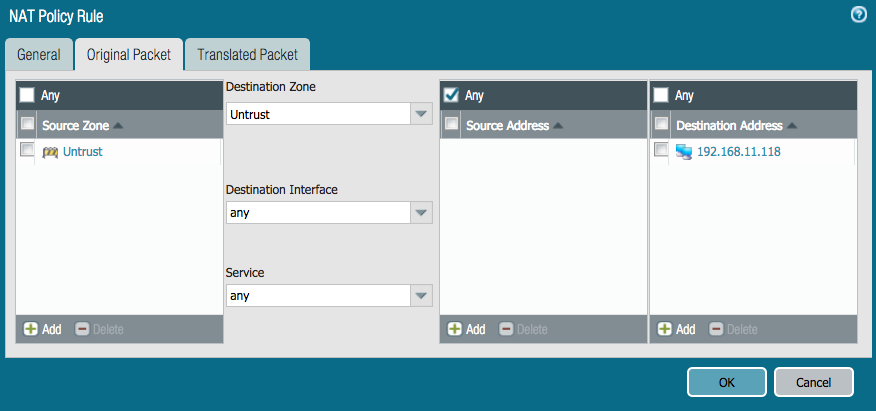 NAT Policy Rule
General
Original Packet
Translated Packet
Any
Source Zone
Untrust
Add
Delete
Destination Zone
Untrust
Destination Interface
any
Service
any
Any
Source Address
Add
Delete
Any
Destination Address
192.168.11.118
Add
Delete
OK
Cancel